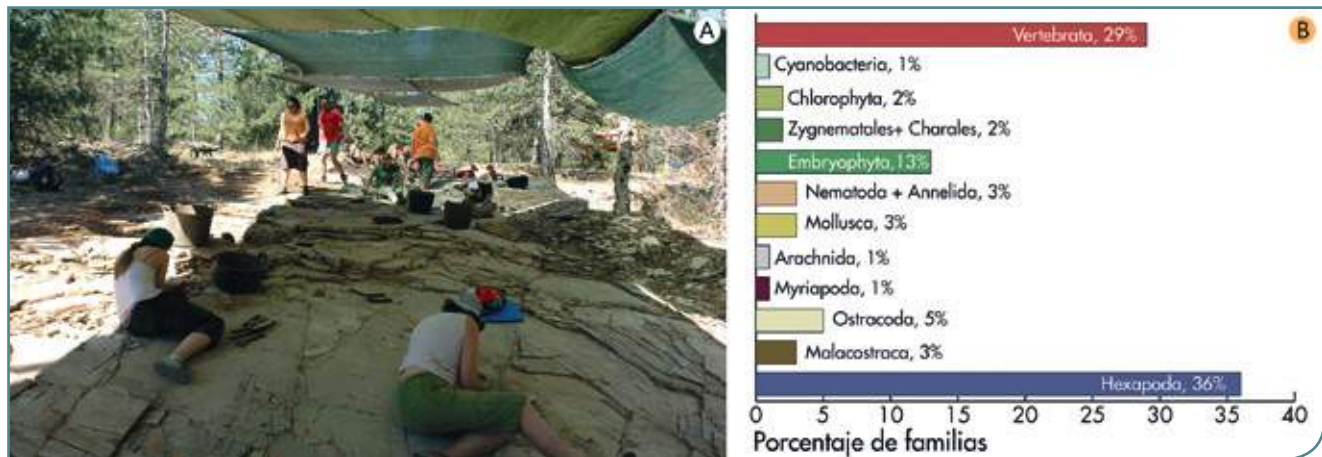 A
B
Vertebrata, 29%
Cyanobacteria, 1%
Chlorophyta, 2%
Zygnematales+ Charales, 2%
Embryophyta,13%
Nematoda + Annelida, 3%
Mollusca, 3%
Arachnida, 1%
Myriapoda, 1%
Ostracoda, 5%
Malacostraca, 3%
Hexapoda, 36%
0 5 10 15 20 25 30 35 40
Porcentaje de familias